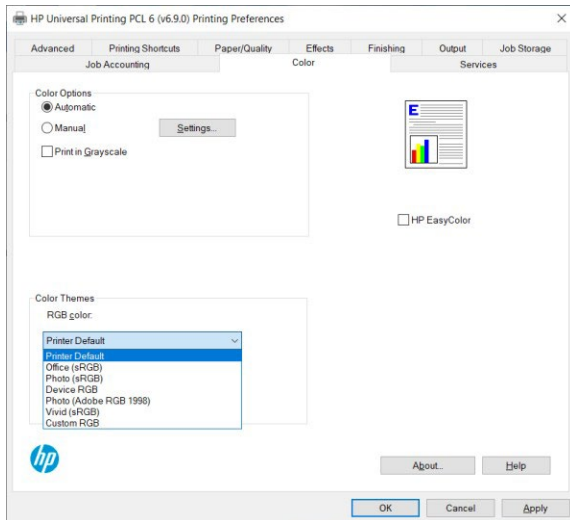 HP Universal Printing PCL 6 (v6.9.0) Printing Preferences
Advanced Printing Shortcuts Paper/Quality Effects Finishing Output Job Storage
Job Accounting Color Services
Color Options
Automatic
Manual Settings...
Print in Grayscale
E
HP EasyColor
Color Themes
RGB color:
Printer Default
Printer Default
Office (sRGB)
Photo (sRGB)
Device RGB
Photo (Adobe RGB 1998)
Vivid (sRGB)
Custom RGB
hp
About... Help
OK Cancel Apply